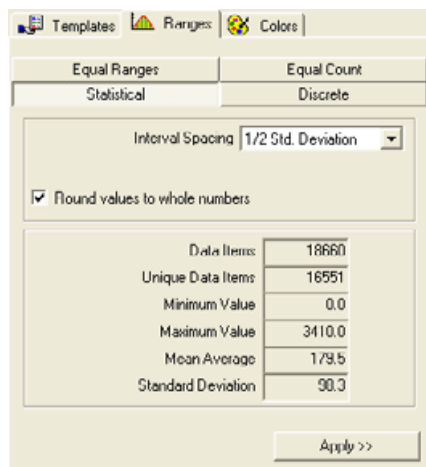 Templates Ranges Colors
Equal Ranges Equal Count
Statistical Discrete
Interval Spacing 1/2 Std. Deviation
Round values to whole numbers
Data Items 18660
Unique Data Items 16551
Minimum Value 0.0
Maximum Value 3410.0
Mean Average 179.5
Standard Deviation 90.3
Apply >>